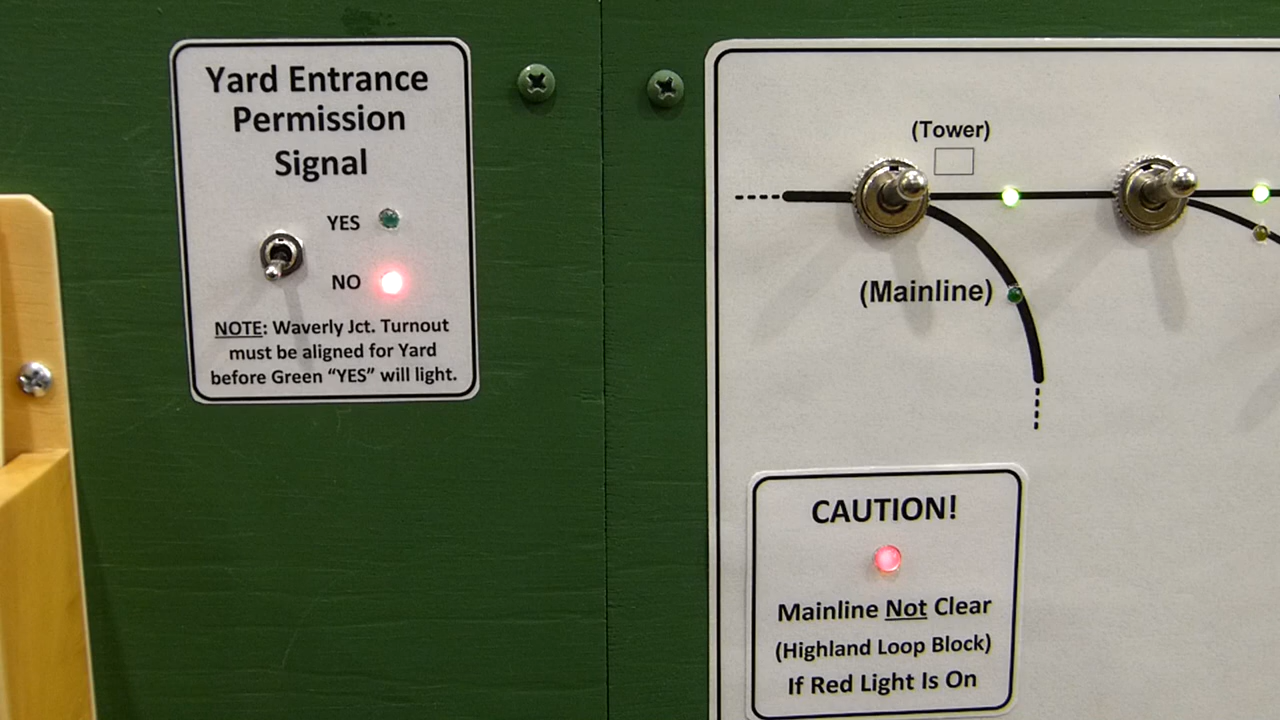 Yard Entrance
Permission
Signal
YES
NO
NOTE: Waverly Jct. Turnout
must be aligned for Yard
before Green “YES” will light.
(Tower)
(Mainline)
CAUTION!
Mainline Not Clear
(Highland Loop Block)
If Red Light Is On